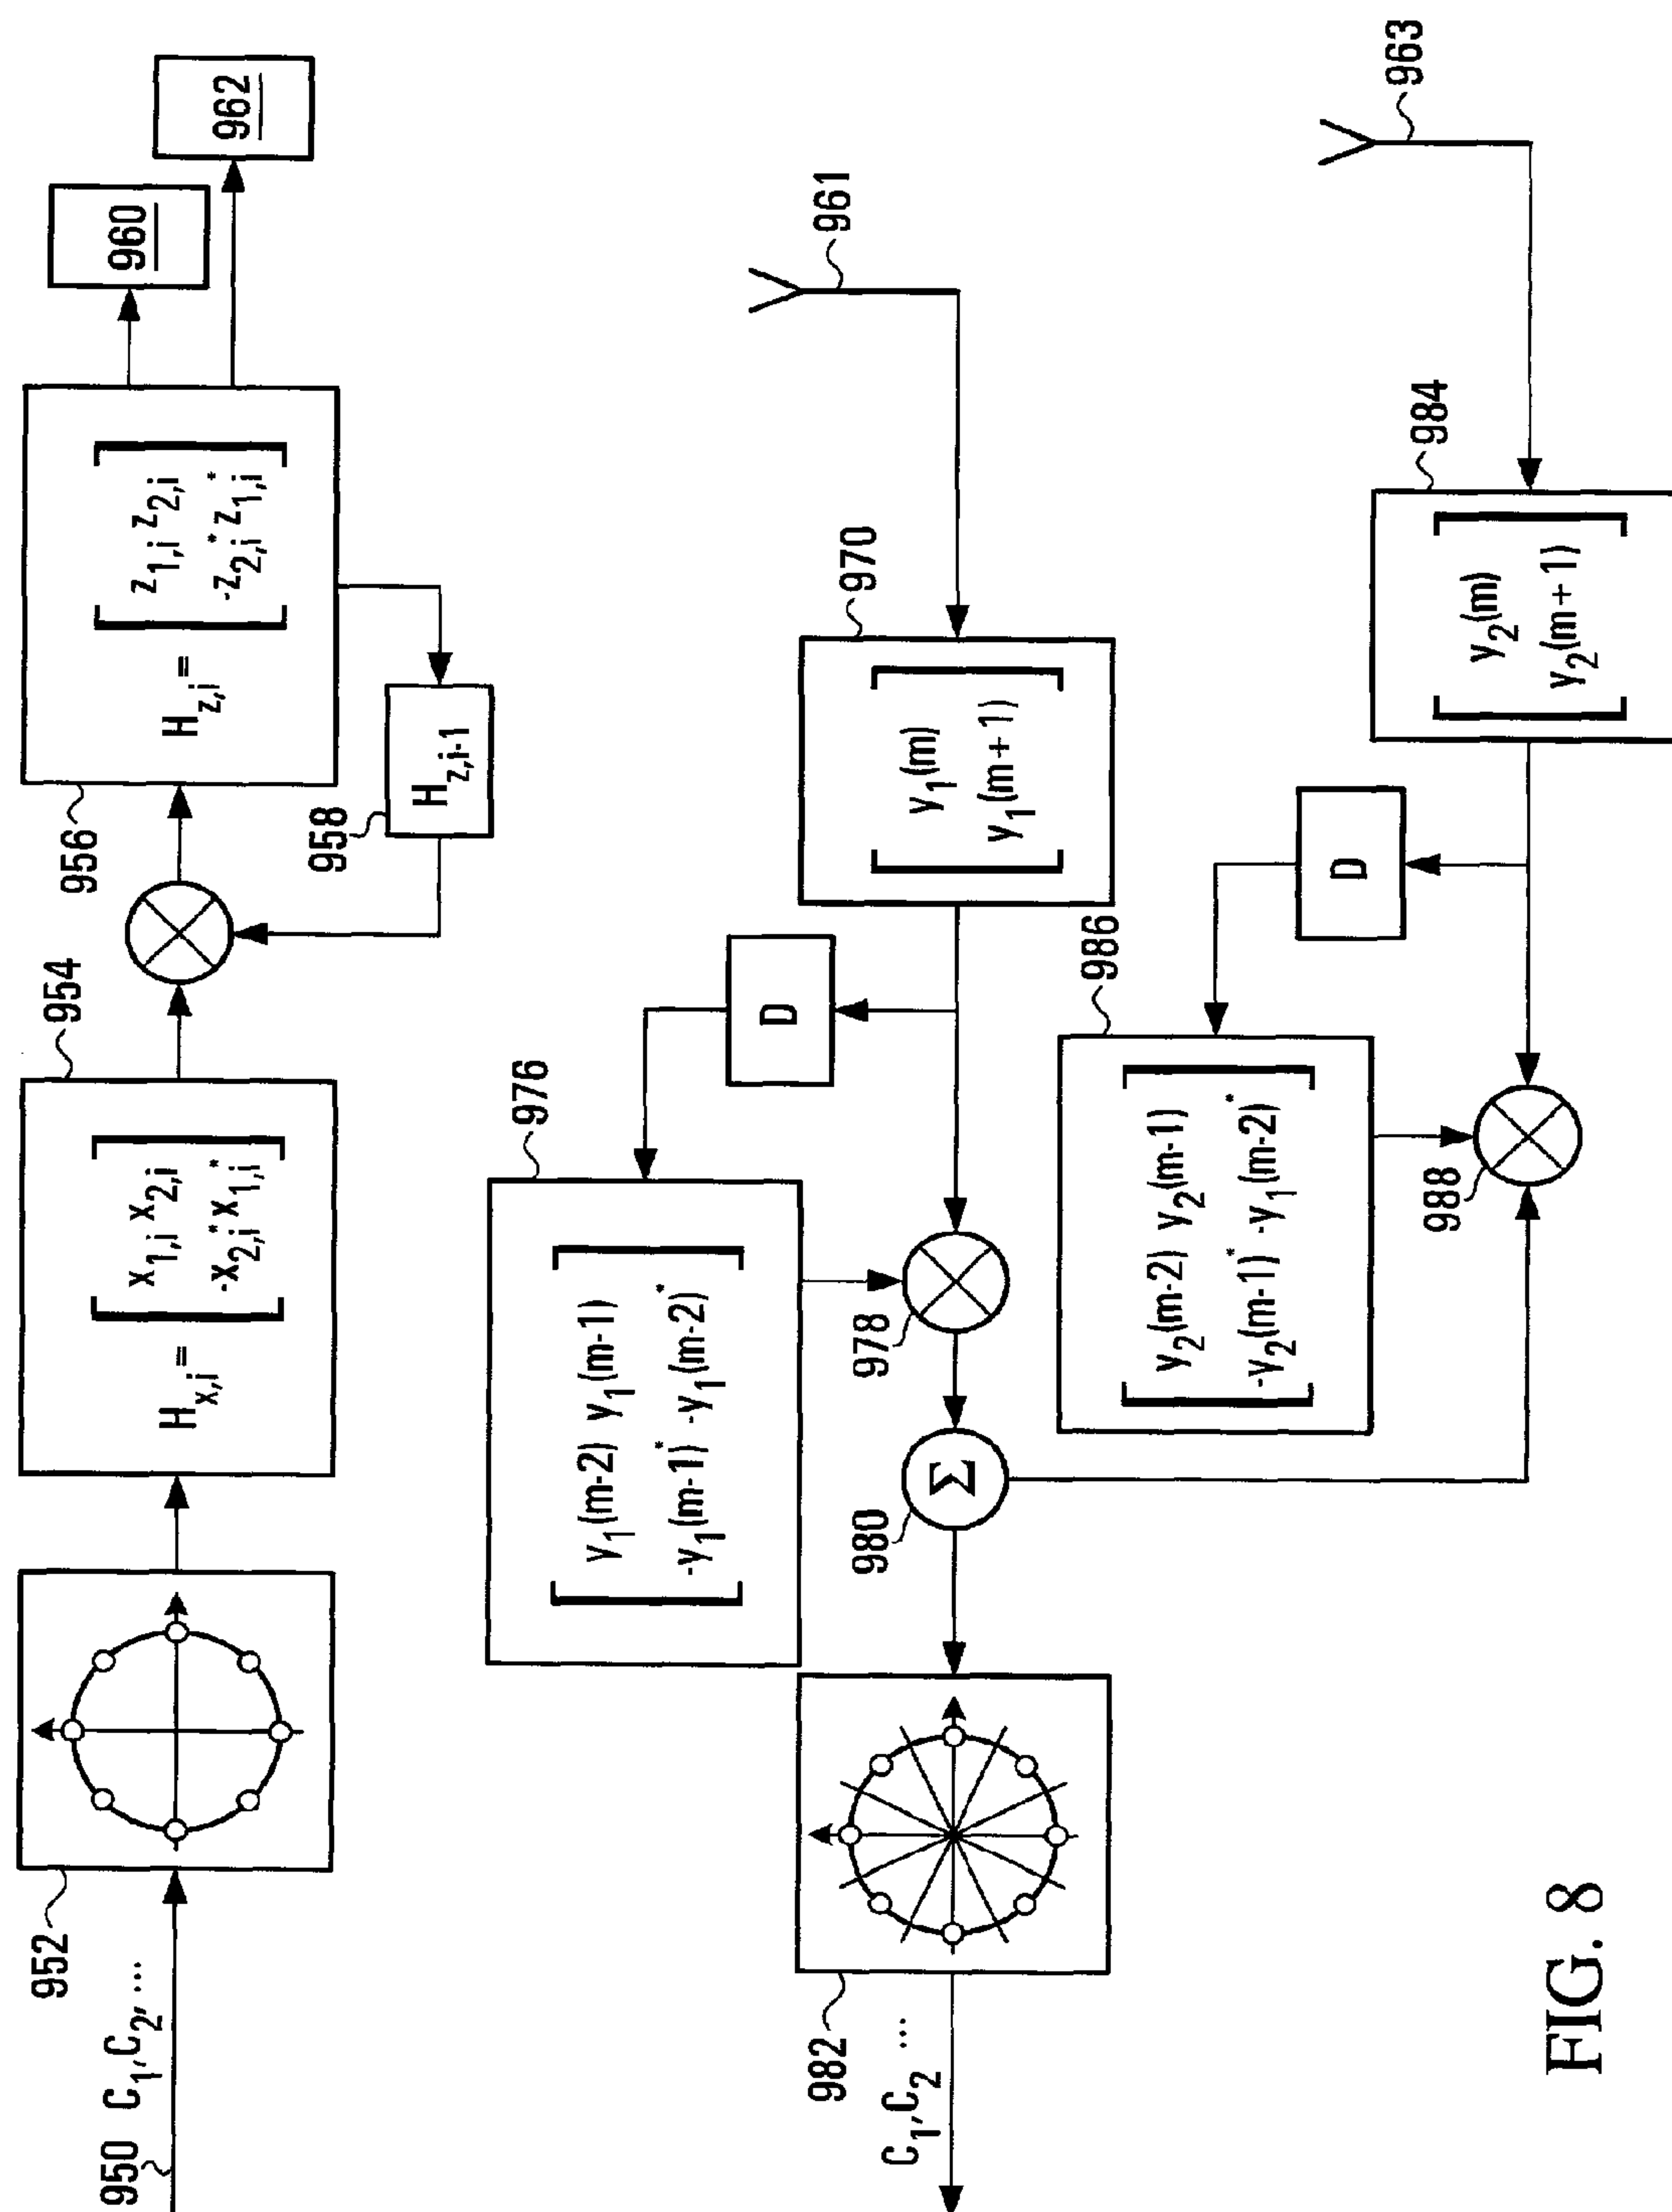 950
C1,C2,...
952
954
Hx,i =
x1,i x2,i
-x2,i* x1,i*
956
Hz,i =
z1,i z2,i
-z2,i* z1,i*
958
Hz,i-1
960
962
961
970
y1(m)
y1(m+1)
D
976
y1(m-2) y1(m-1)
-y1(m-1)* -y1(m-2)*
978
980
Σ
982
C1,C2 ...
963
984
y2(m)
y2(m+1)
D
986
y2(m-2) y2(m-1)
-y2(m-1)* -y1(m-2)*
988
FIG. 8